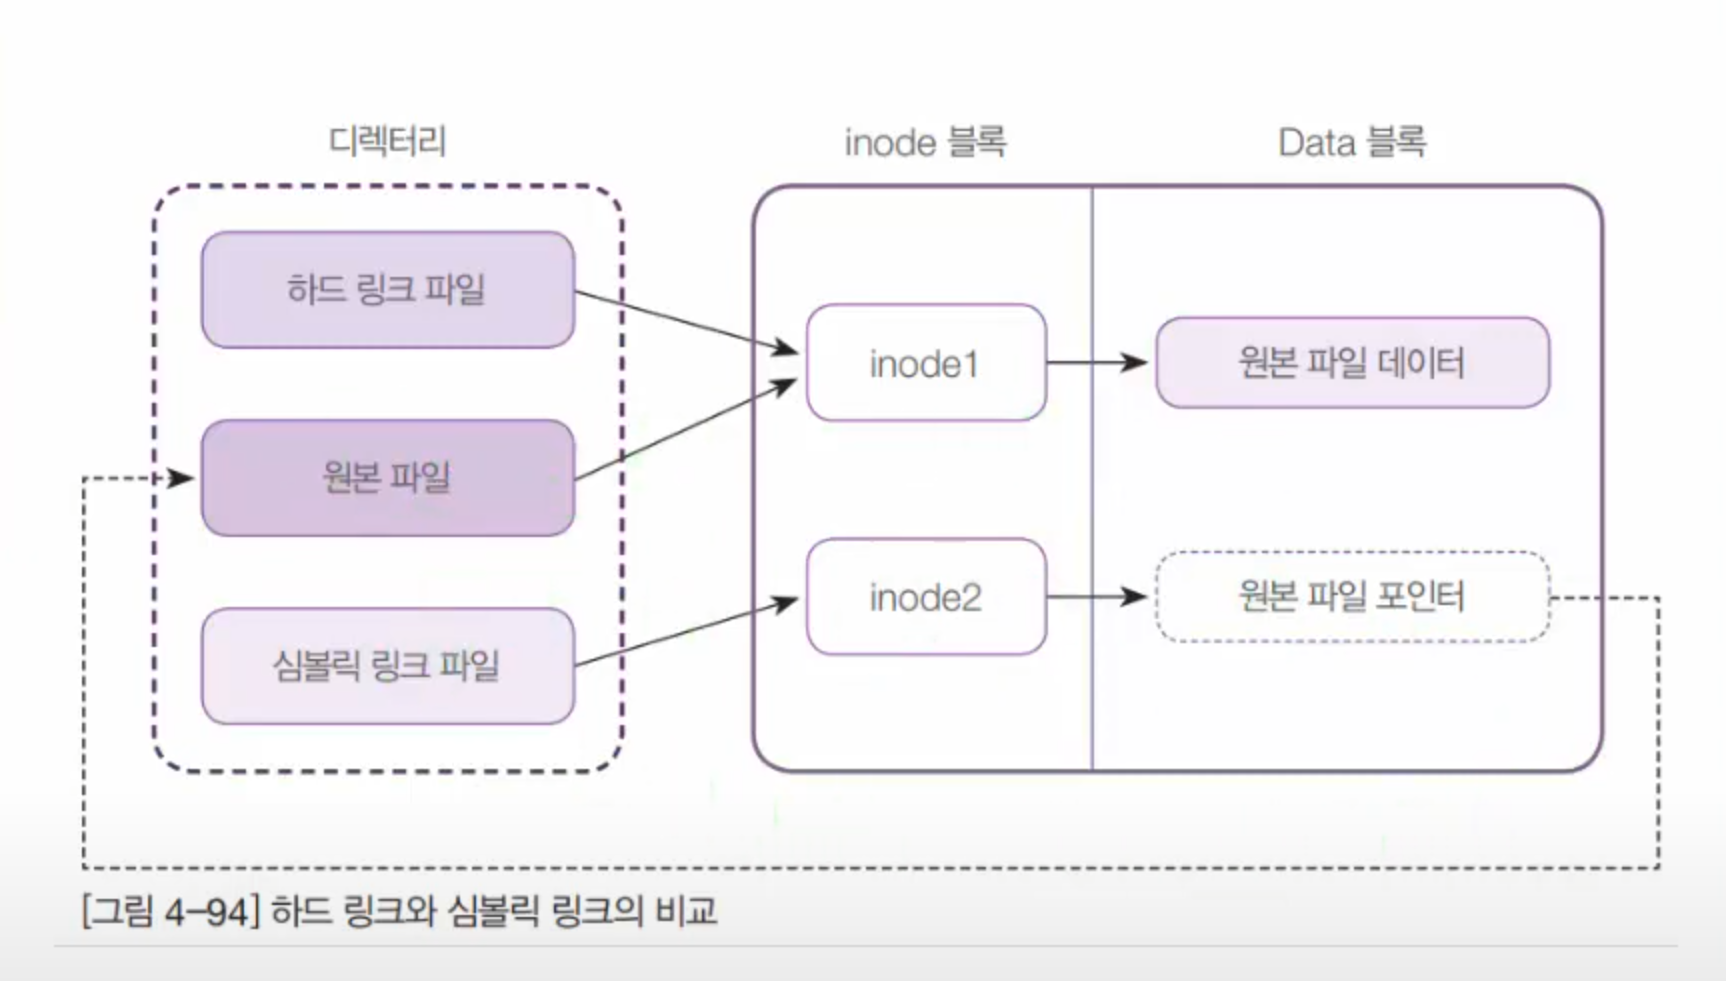 디렉터리
inode 블록
Data 블록
하드 링크 파일
원본 파일
심볼릭 링크 파일
inode1
원본 파일 데이터
inode2
원본 파일 포인터
[그림 4-94] 하드 링크와 심볼릭 링크의 비교